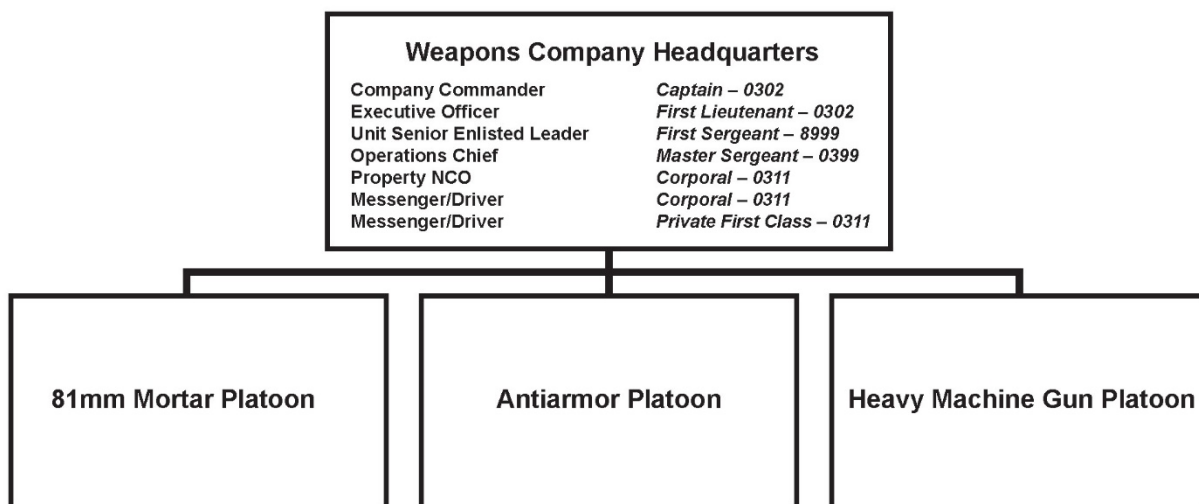 Weapons Company Headquarters
Company Commander Captain – 0302
Executive Officer First Lieutenant – 0302
Unit Senior Enlisted Leader First Sergeant – 8999
Operations Chief Master Sergeant – 0399
Property NCO Corporal – 0311
Messenger/Driver Corporal – 0311
Messenger/Driver Private First Class – 0311
81mm Mortar Platoon
Antiarmor Platoon
Heavy Machine Gun Platoon